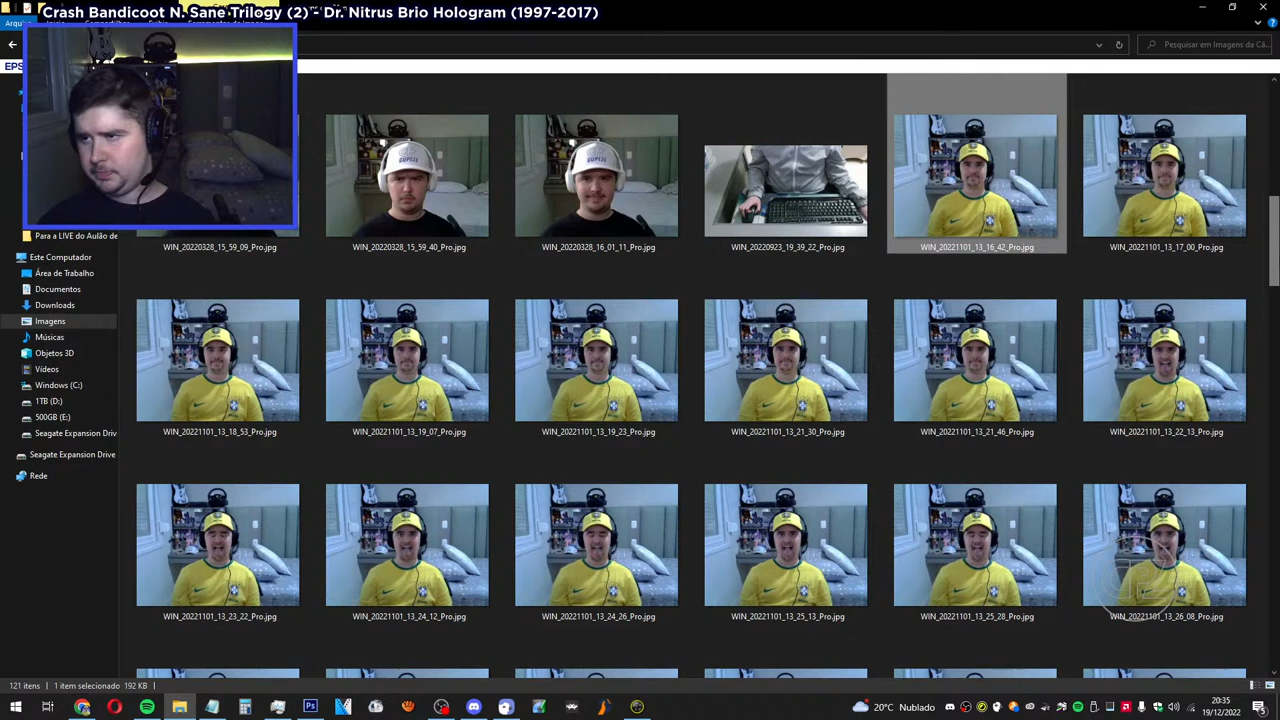 Crash Bandicoot N. Sane Trilogy (2) - Dr. Nitrus Brio Hologram (1997-2017)
Pesquisar em Imagens da Câ...
EPS
WIN_20220328_15_59_09_Pro.jpg
WIN_20220328_15_59_40_Pro.jpg
WIN_20220328_16_01_11_Pro.jpg
WIN_20220923_19_39_22_Pro.jpg
WIN_20221101_13_16_42_Pro.jpg
WIN_20221101_13_17_00_Pro.jpg
Para a LIVE do Aulão de
Este Computador
Área de Trabalho
Documentos
Downloads
Imagens
Músicas
Objetos 3D
Vídeos
Windows (C:)
1TB (D:)
500GB (E:)
Seagate Expansion Drive
Seagate Expansion Drive
Rede
WIN_20221101_13_18_53_Pro.jpg
WIN_20221101_13_19_07_Pro.jpg
WIN_20221101_13_19_23_Pro.jpg
WIN_20221101_13_21_30_Pro.jpg
WIN_20221101_13_21_46_Pro.jpg
WIN_20221101_13_22_13_Pro.jpg
WIN_20221101_13_23_22_Pro.jpg
WIN_20221101_13_24_12_Pro.jpg
WIN_20221101_13_24_26_Pro.jpg
WIN_20221101_13_25_13_Pro.jpg
WIN_20221101_13_25_28_Pro.jpg
WIN_20221101_13_26_08_Pro.jpg
121 itens
1 item selecionado 192 KB
20°C Nublado
20:35
19/12/2022